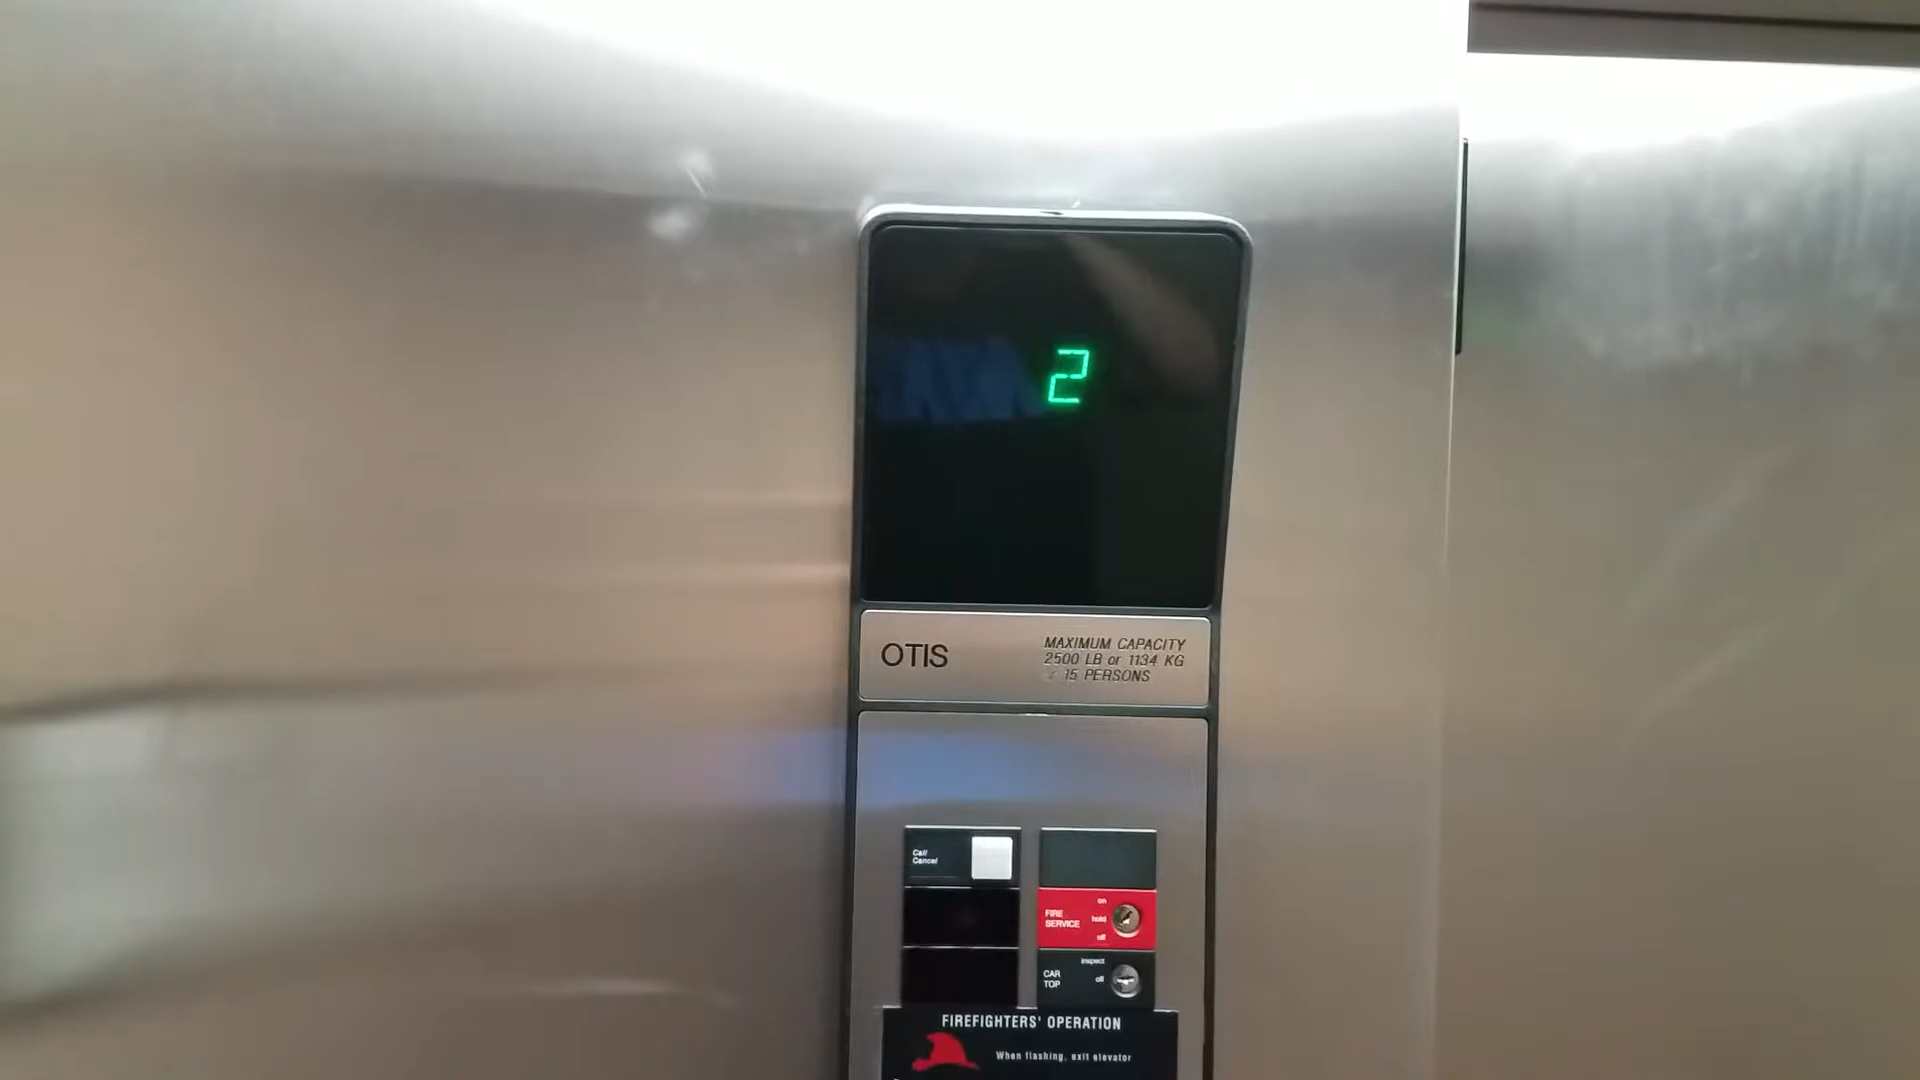 2
OTIS
MAXIMUM CAPACITY
2500 LB or 1134 KG
15 PERSONS
Call
Cancel
on
FIRE
SERVICE
hold
off
inspect
CAR
TOP
off
FIREFIGHTERS' OPERATION
When flashing, exit elevator